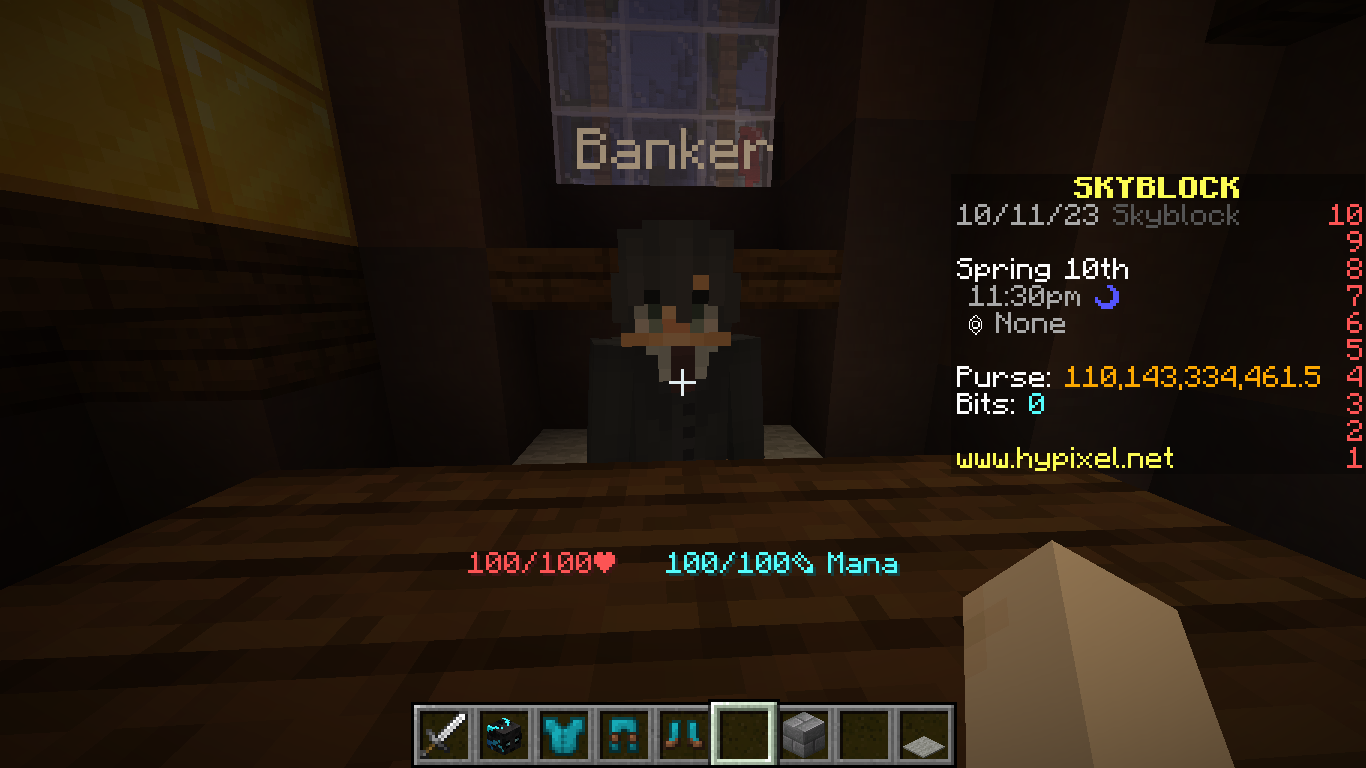 Banker
SKYBLOCK
10/11/23 Skyblock 10
9
Spring 10th 8
11:30pm 7
None 6
5
Purse: 110,143,334,461.5 4
Bits: 0 3
2
www.hypixel.net 1
100/100❤ 100/100✎ Mana